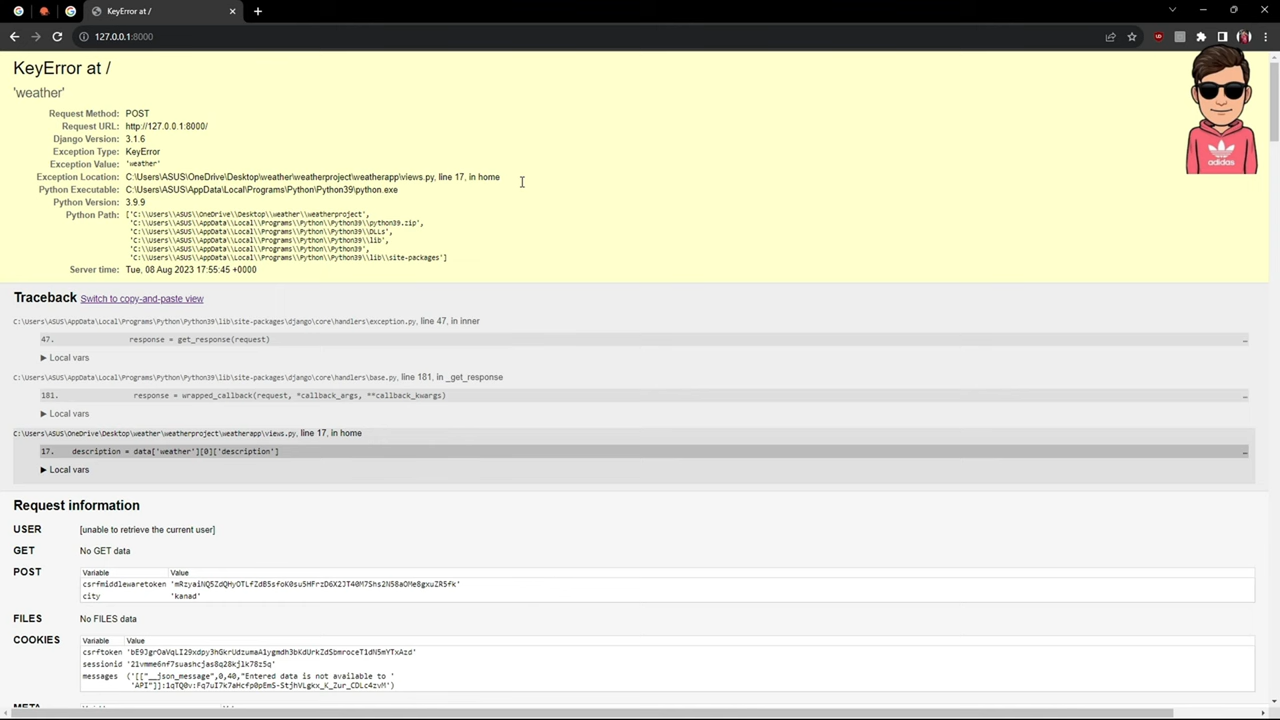 KeyError at /
127.0.0.1:8000
KeyError at /
'weather'
Request Method: POST
Request URL: http://127.0.0.1:8000/
Django Version: 3.1.6
Exception Type: KeyError
Exception Value: 'weather'
Exception Location: C:\Users\ASUS\OneDrive\Desktop\weather\weatherproject\weatherapp\views.py, line 17, in home
Python Executable: C:\Users\ASUS\AppData\Local\Programs\Python\Python39\python.exe
Python Version: 3.9.9
Python Path: ['C:\\Users\\ASUS\\OneDrive\\Desktop\\weather\\weatherproject',
'C:\\Users\\ASUS\\AppData\\Local\\Programs\\Python\\Python39\\python39.zip',
'C:\\Users\\ASUS\\AppData\\Local\\Programs\\Python\\Python39\\DLLs',
'C:\\Users\\ASUS\\AppData\\Local\\Programs\\Python\\Python39\\lib',
'C:\\Users\\ASUS\\AppData\\Local\\Programs\\Python\\Python39',
'C:\\Users\\ASUS\\AppData\\Local\\Programs\\Python\\Python39\\lib\\site-packages']
Server time: Tue, 08 Aug 2023 17:55:45 +0000
adidas
Traceback Switch to copy-and-paste view
C:\Users\ASUS\AppData\Local\Programs\Python\Python39\lib\site-packages\django\core\handlers\exception.py, line 47, in inner
47. response = get_response(request) …
▶ Local vars
C:\Users\ASUS\AppData\Local\Programs\Python\Python39\lib\site-packages\django\core\handlers\base.py, line 181, in _get_response
181. response = wrapped_callback(request, *callback_args, **callback_kwargs) …
▶ Local vars
C:\Users\ASUS\OneDrive\Desktop\weather\weatherproject\weatherapp\views.py, line 17, in home
17. description = data['weather'][0]['description'] …
▶ Local vars
Request information
USER [unable to retrieve the current user]
GET No GET data
POST Variable Value
csrfmiddlewaretoken
city 'kanad'
FILES No FILES data
COOKIES Variable Value
csrftoken
sessionid '21vmme6nf7suashcjas8q28kjlk78z5q'
messages ('[["__json_message",0,40,"Entered data is not available to '
META